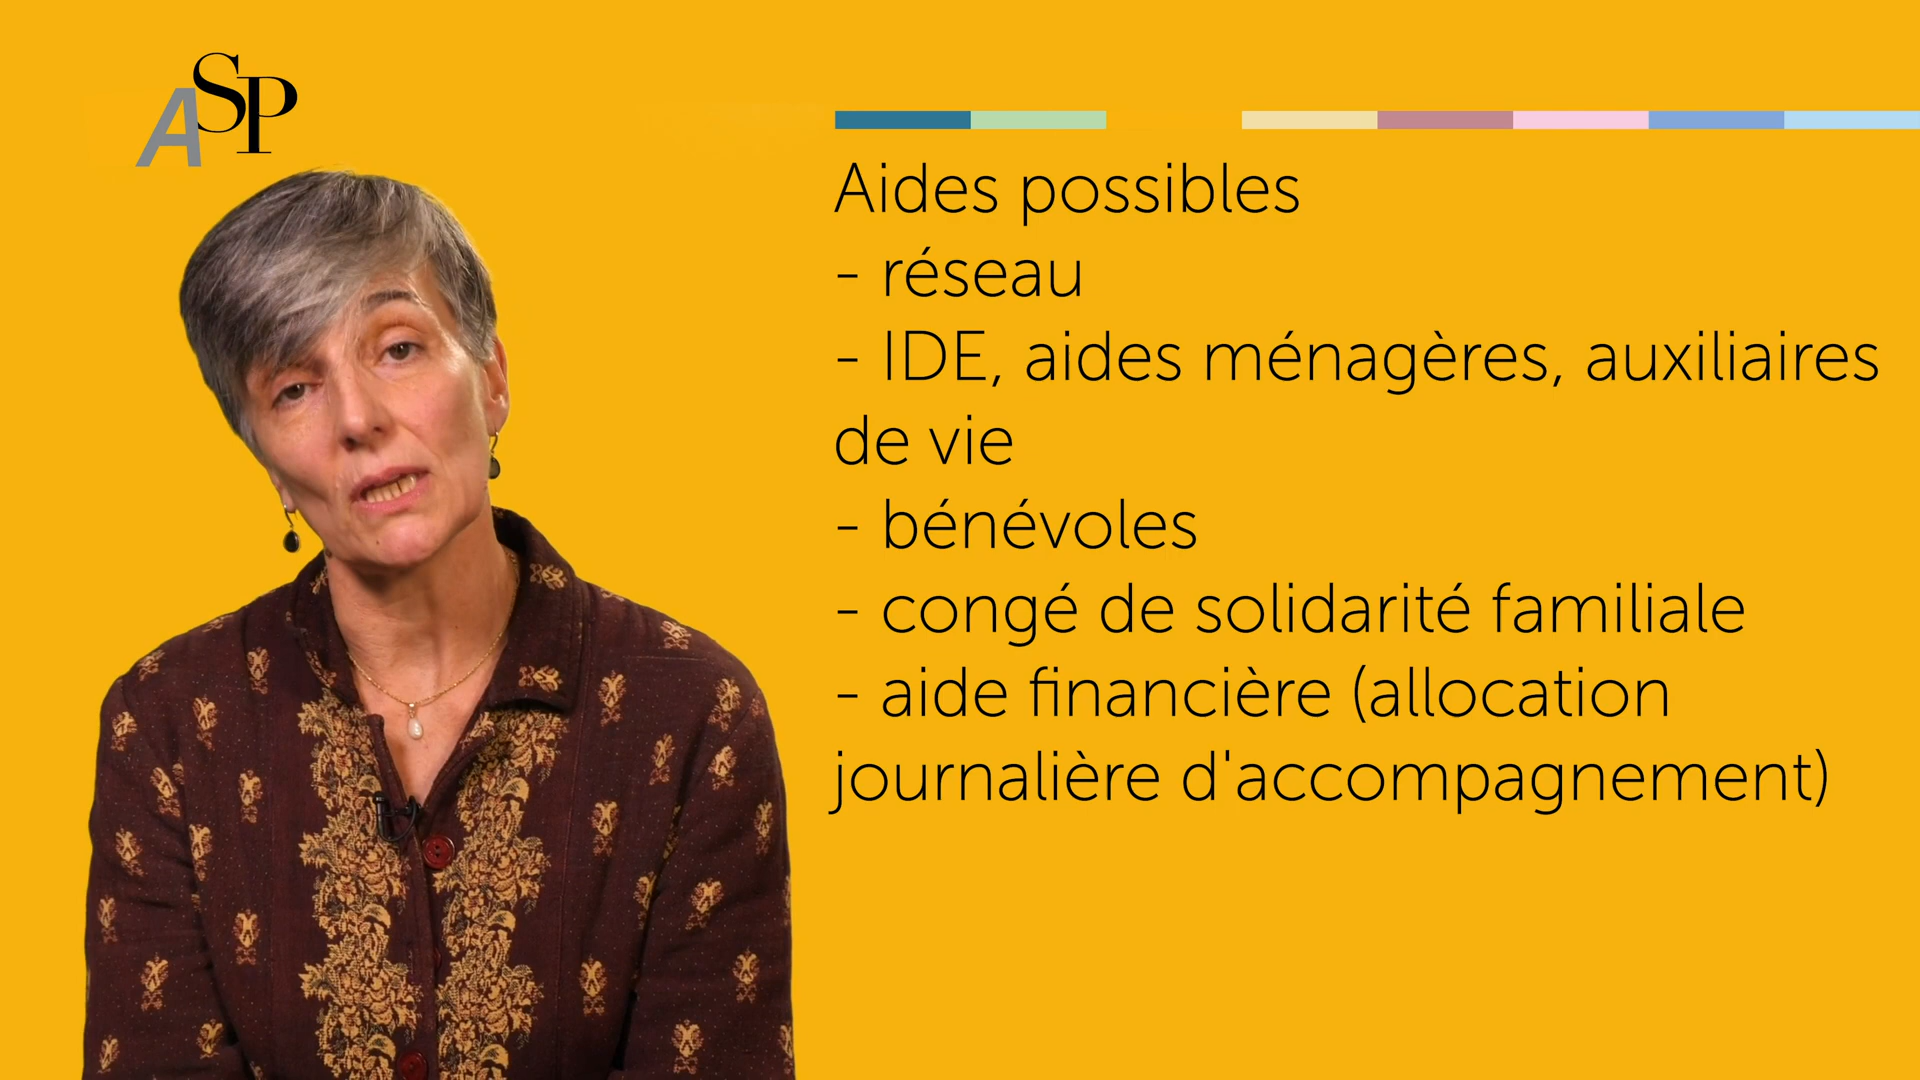 ASP
Aides possibles
- réseau
- IDE, aides ménagères, auxiliaires
de vie
- bénévoles
- congé de solidarité familiale
- aide financière (allocation
journalière d'accompagnement)